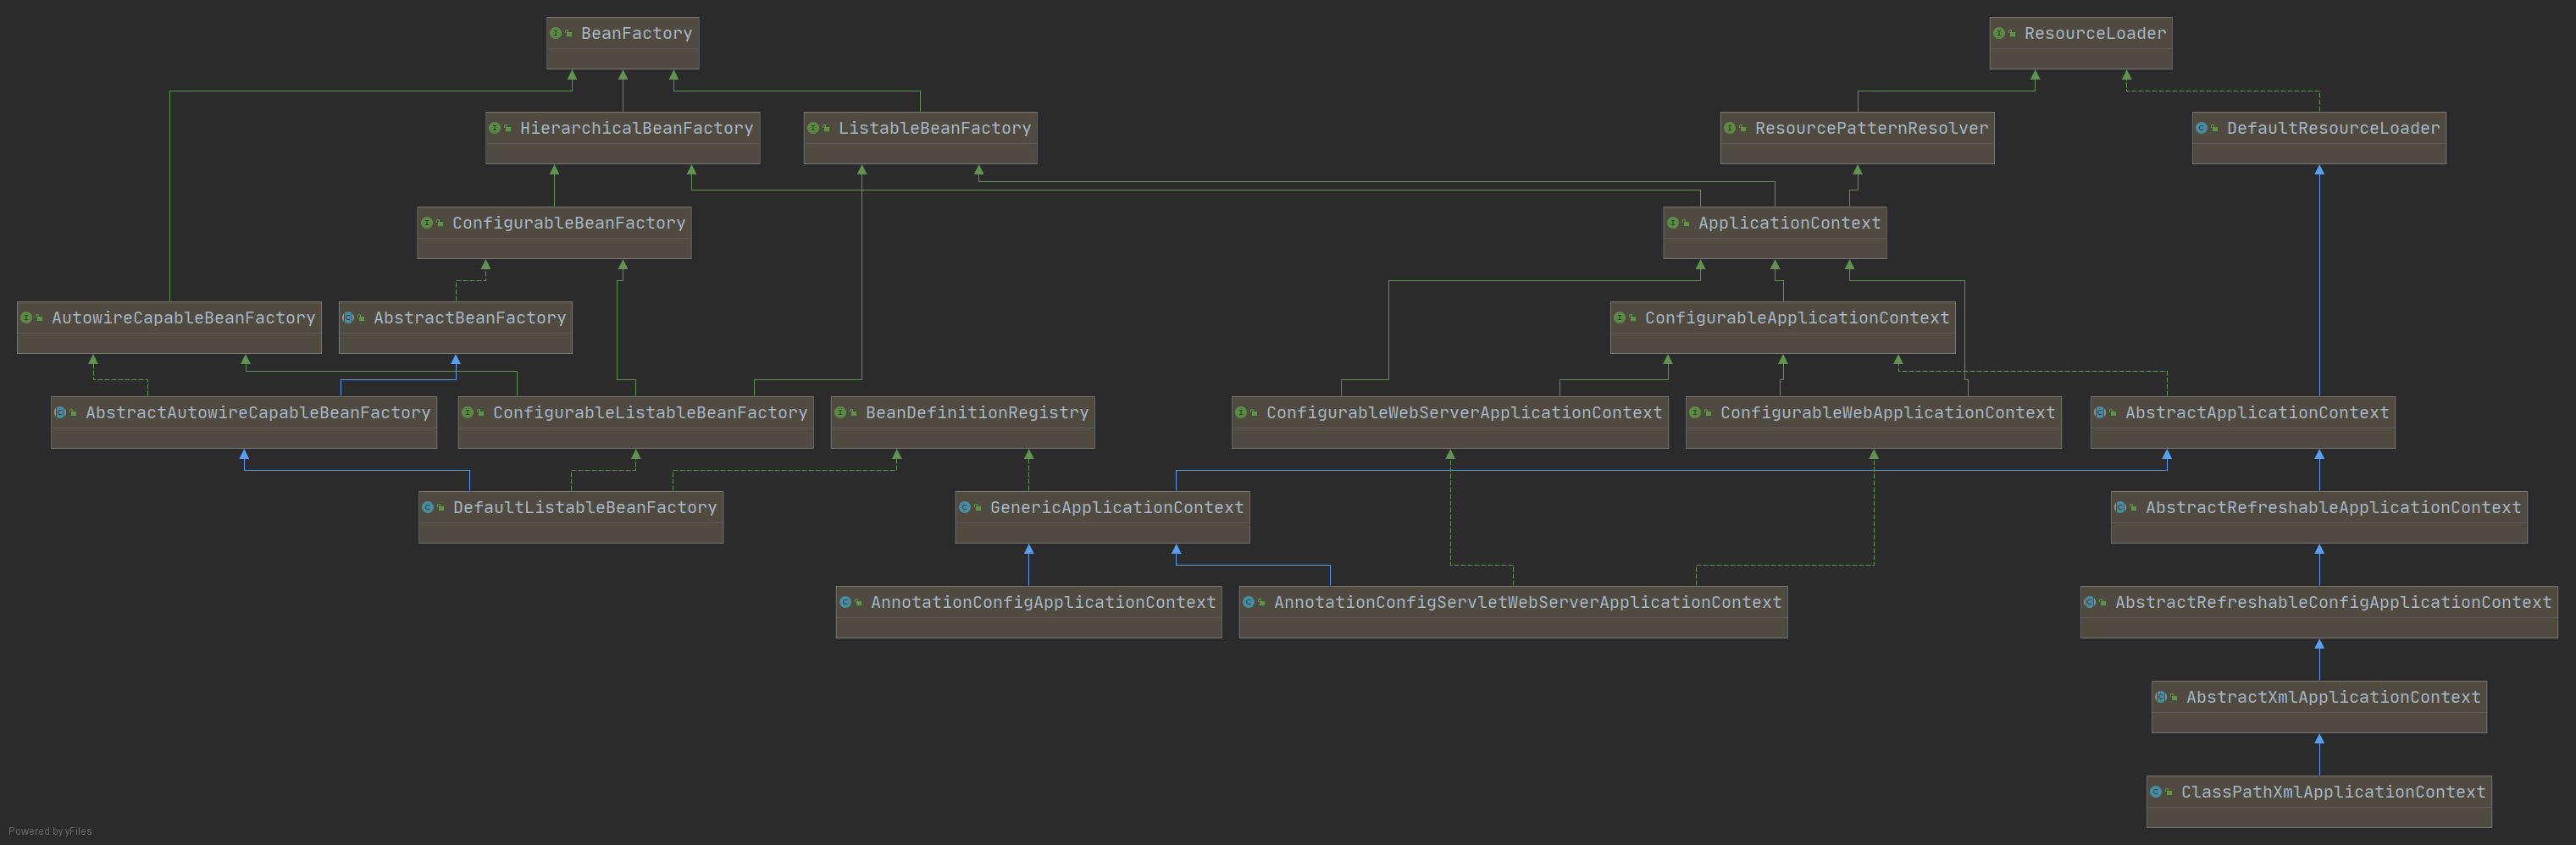 BeanFactory
ResourceLoader
HierarchicalBeanFactory
ListableBeanFactory
ResourcePatternResolver
DefaultResourceLoader
ConfigurableBeanFactory
ApplicationContext
AutowireCapableBeanFactory
AbstractBeanFactory
ConfigurableApplicationContext
AbstractAutowireCapableBeanFactory
ConfigurableListableBeanFactory
BeanDefinitionRegistry
ConfigurableWebServerApplicationContext
ConfigurableWebApplicationContext
AbstractApplicationContext
DefaultListableBeanFactory
GenericApplicationContext
AbstractRefreshableApplicationContext
AnnotationConfigApplicationContext
AnnotationConfigServletWebServerApplicationContext
AbstractRefreshableConfigApplicationContext
AbstractXmlApplicationContext
ClassPathXmlApplicationContext
Powered by yFiles